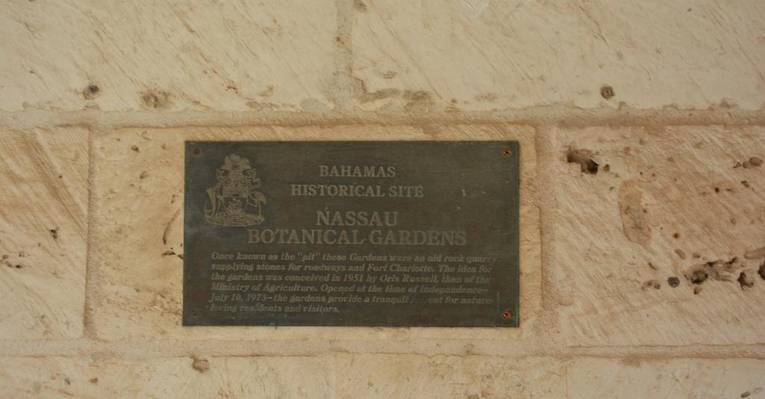 BAHAMAS
HISTORICAL SITE
NASSAU
BOTANICAL GARDENS
Once known as the "pit" these Gardens were an old rock quarry
supplying stones for roadways and Fort Charlotte. The idea for
the gardens was conceived in 1951 by Oris Russell, then of the
Ministry of Agriculture. Opened at the time of Independence-
July 10, 1973-the gardens provide a tranquil for nature
loving residents and visitors.